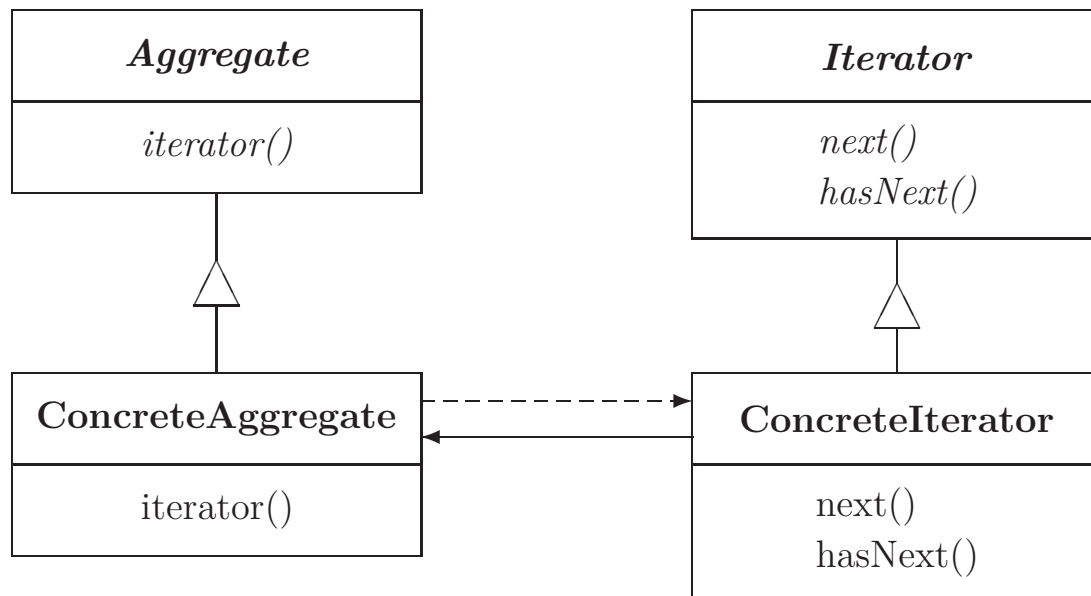 Aggregate
iterator()
Iterator
next()
hasNext()
ConcreteAggregate
iterator()
ConcreteIterator
next()
hasNext()